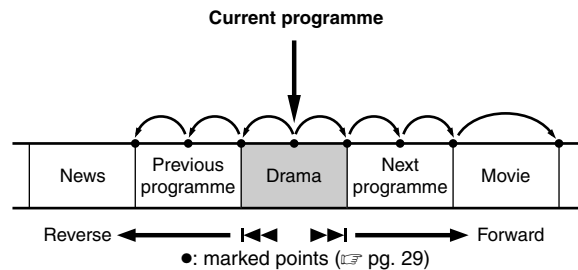 Current programme
News
Previous
programme
Drama
Next
programme
Movie
Reverse
Forward
●: marked points (☞ pg. 29)